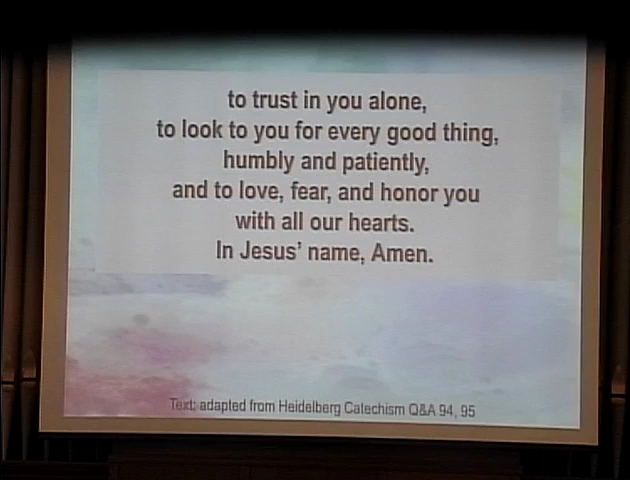 to trust in you alone,
to look to you for every good thing,
humbly and patiently,
and to love, fear, and honor you
with all our hearts.
In Jesus’ name, Amen.
Text: adapted from Heidelberg Catechism Q&A 94, 95